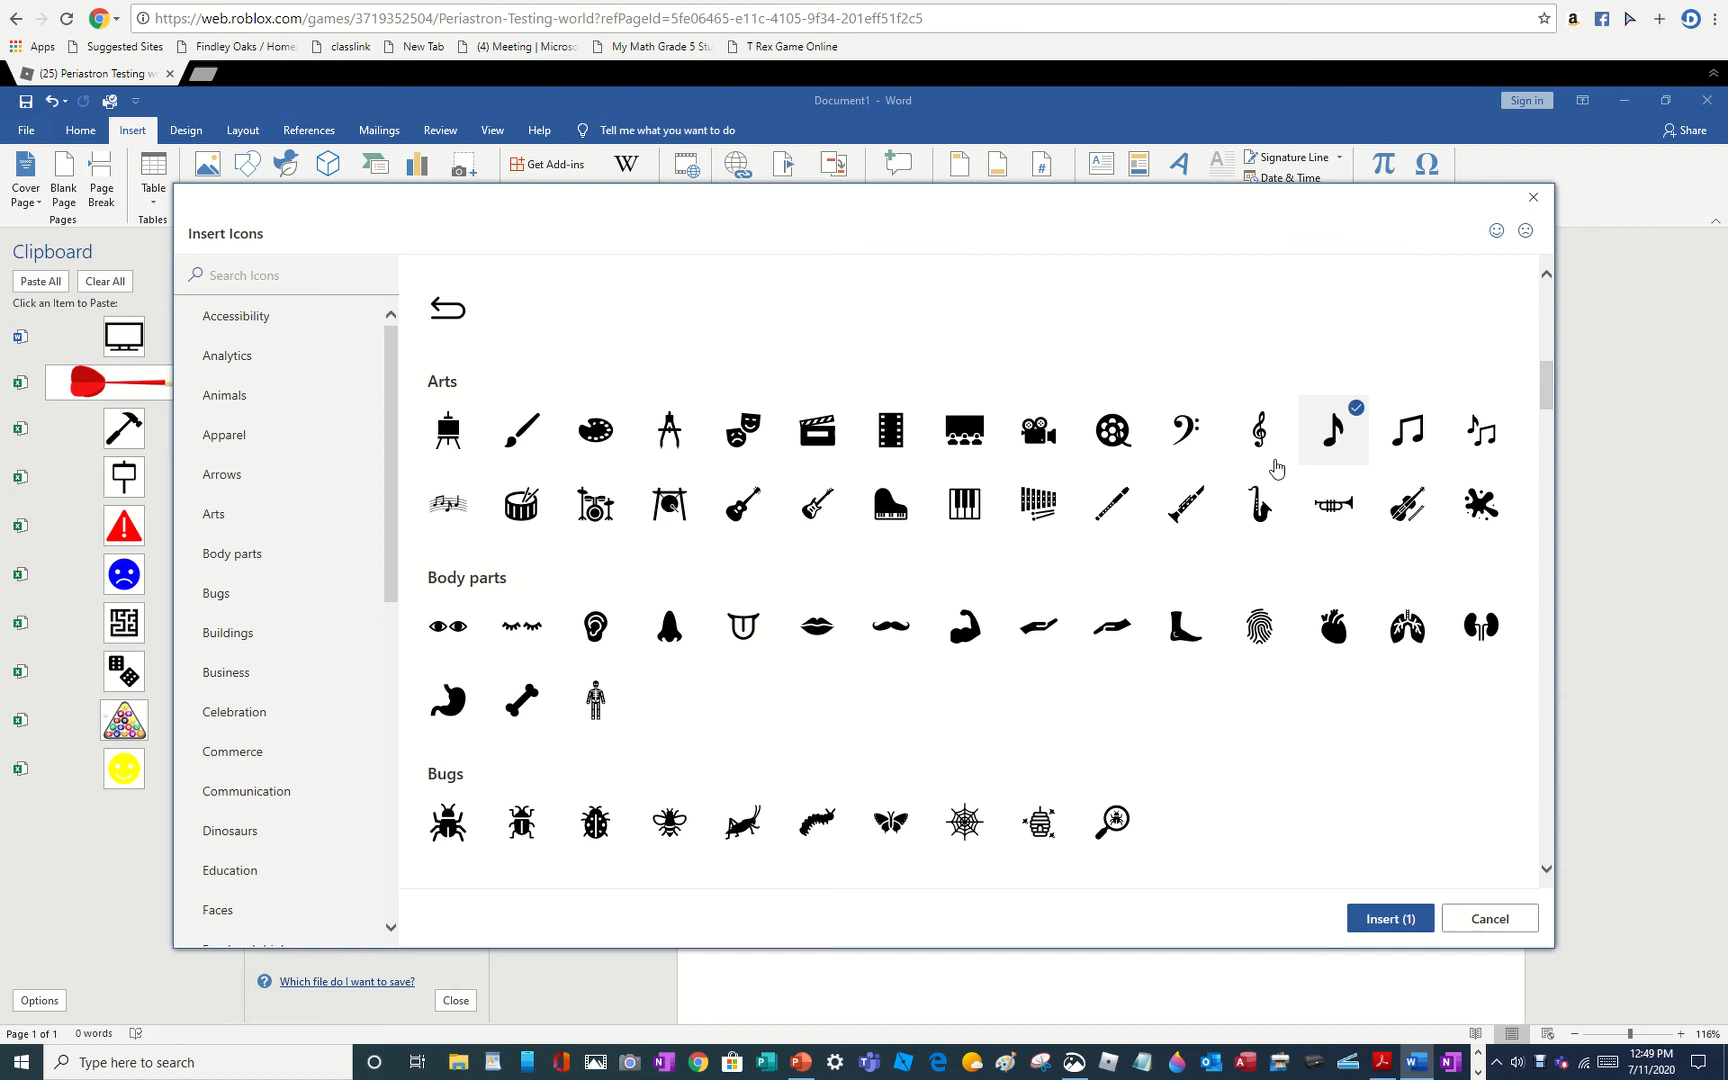 https://web.roblox.com/games/3719352504/Periastron-Testing-world?refPageId=5fe06465-e11c-4105-9f34-201eff51f2c5
Apps Suggested Sites Findley Oaks / Home classlink New Tab (4) Meeting | Microso My Math Grade 5 Stu T Rex Game Online
(25) Periastron Testing wo
Document1 - Word Sign in
File Home Insert Design Layout References Mailings Review View Help Tell me what you want to do Share
Cover Page Blank Page Page Break Table Get Add-ins W Signature Line
Date & Time
Pages Tables
Clipboard
Paste All Clear All
Click an Item to Paste:
Insert Icons
Search Icons
Accessibility
Analytics
Animals
Apparel
Arrows
Arts
Body parts
Bugs
Buildings
Business
Celebration
Commerce
Communication
Dinosaurs
Education
Faces
Arts
Body parts
Bugs
Insert (1) Cancel
Which file do I want to save?
Options Close
Page 1 of 1 0 words 116%
Type here to search
12:49 PM
7/11/2020